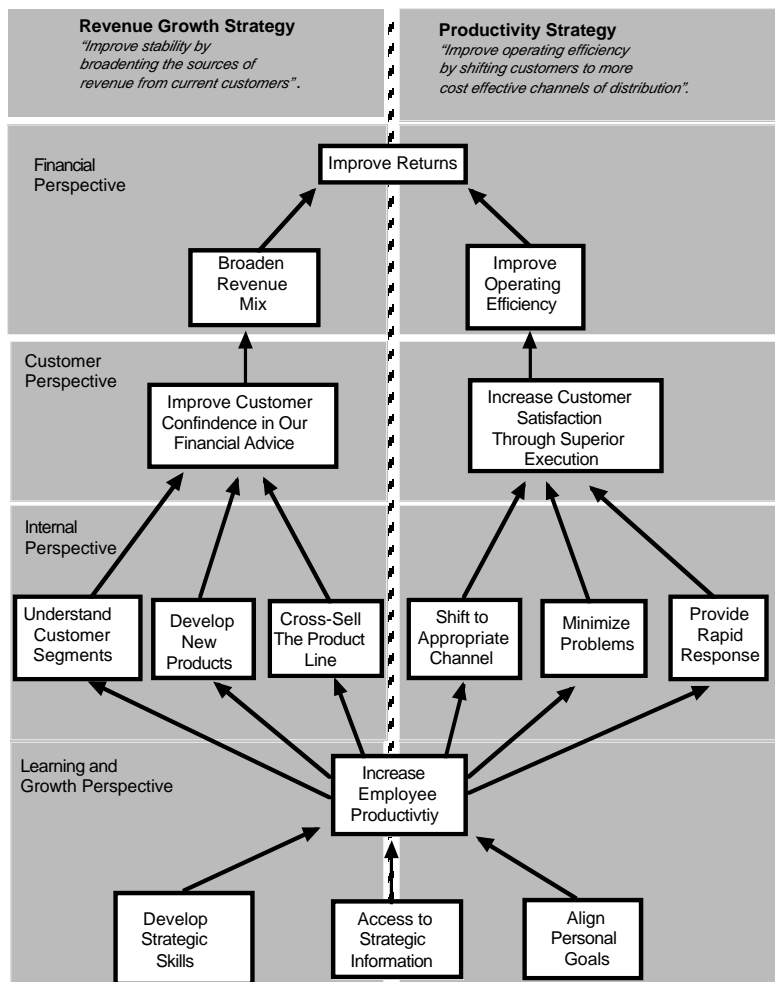 Revenue Growth Strategy
"Improve stability by
broadenting the sources of
revenue from current customers".
Productivity Strategy
"Improve operating efficiency
by shifting customers to more
cost effective channels of distribution".
Financial
Perspective
Improve Returns
Broaden
Revenue
Mix
Improve
Operating
Efficiency
Customer
Perspective
Improve Customer
Confindence in Our
Financial Advice
Increase Customer
Satisfaction
Through Superior
Execution
Internal
Perspective
Understand
Customer
Segments
Develop
New
Products
Cross-Sell
The Product
Line
Shift to
Appropriate
Channel
Minimize
Problems
Provide
Rapid
Response
Learning and
Growth Perspective
Increase
Employee
Productivtiy
Develop
Strategic
Skills
Access to
Strategic
Information
Align
Personal
Goals